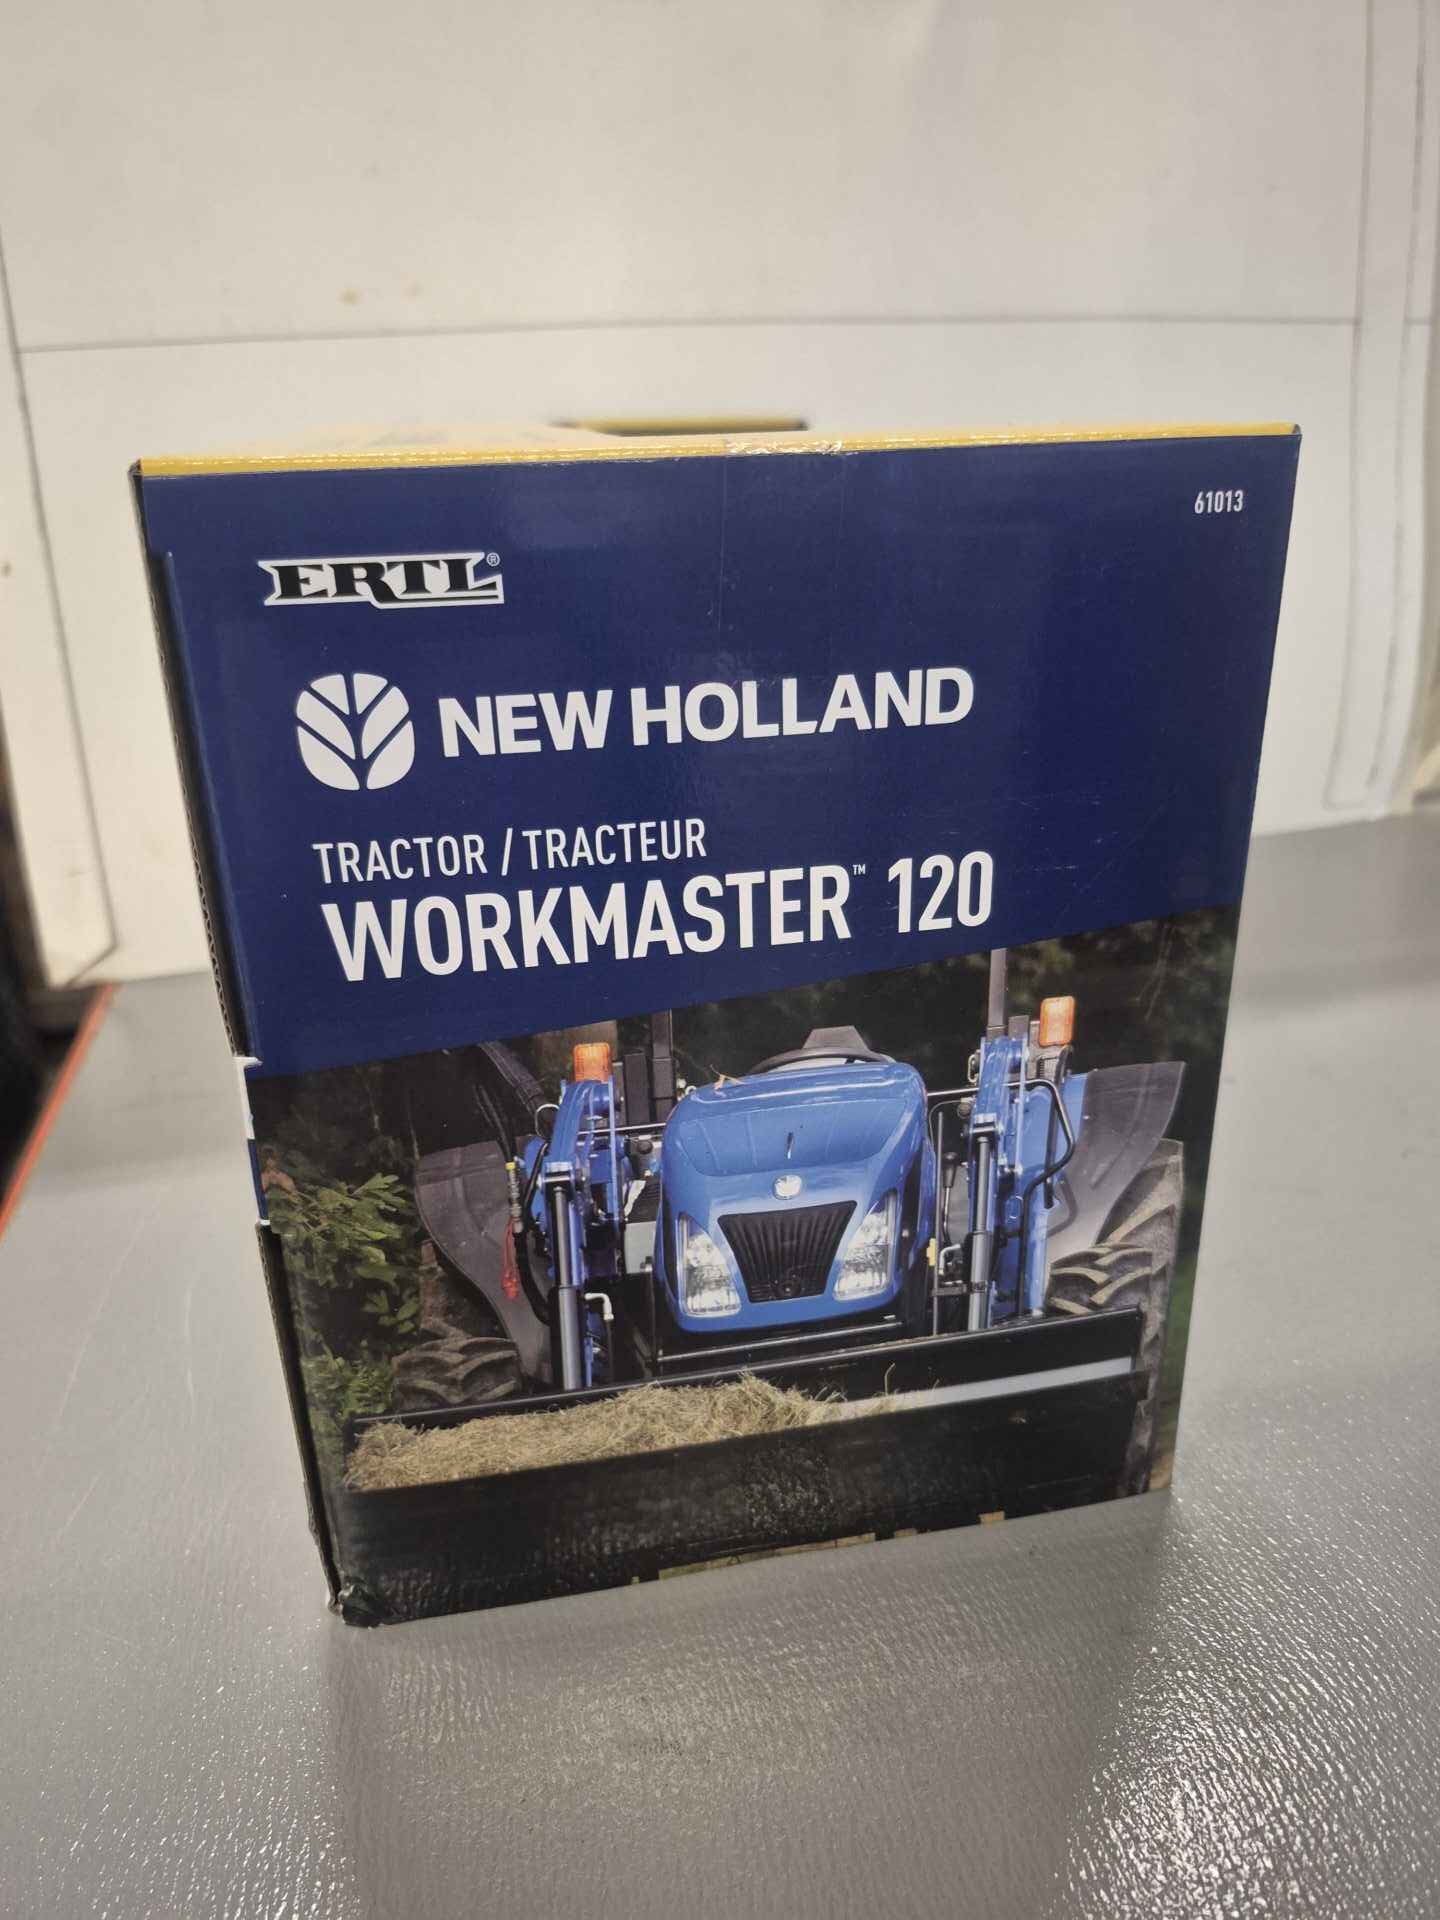 61013
ERTL®
NEW HOLLAND
TRACTOR / TRACTEUR
WORKMASTER™ 120